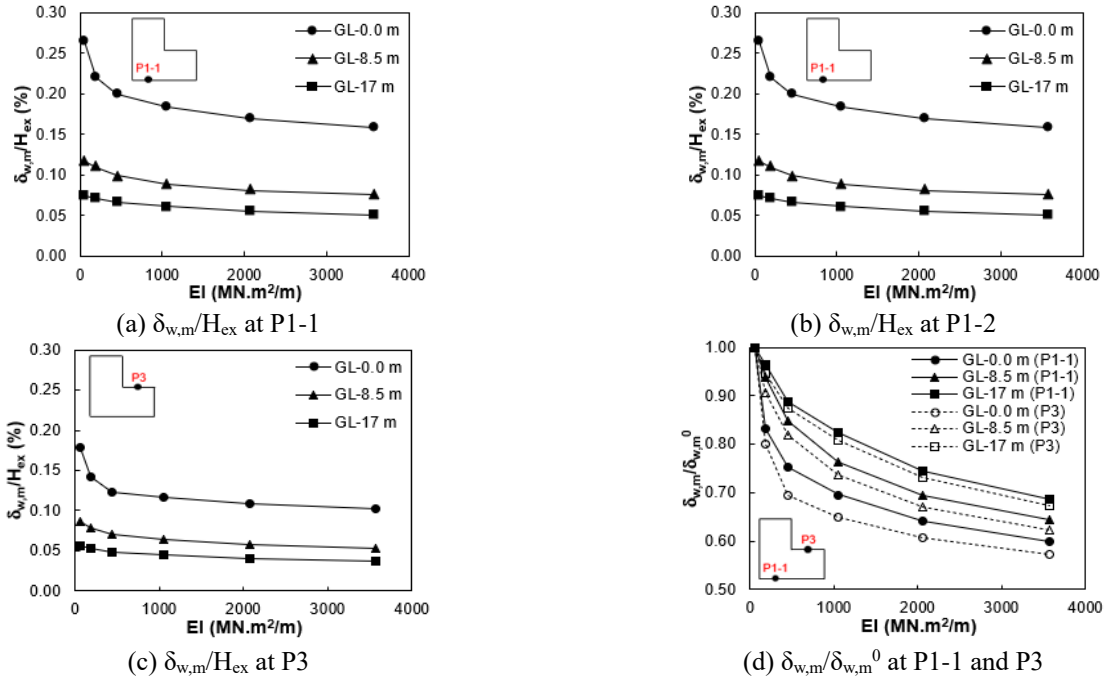 0.30
0.25
0.20
0.15
0.10
0.05
0.00
δw,m/Hex (%)
P1-1
GL-0.0 m
GL-8.5 m
GL-17 m
0 1000 2000 3000 4000
EI (MN.m²/m)
(a) δw,m/Hex at P1-1
0.30
0.25
0.20
0.15
0.10
0.05
0.00
δw,m/Hex (%)
P1-1
GL-0.0 m
GL-8.5 m
GL-17 m
0 1000 2000 3000 4000
EI (MN.m²/m)
(b) δw,m/Hex at P1-2
0.30
0.25
0.20
0.15
0.10
0.05
0.00
δw,m/Hex (%)
P3
GL-0.0 m
GL-8.5 m
GL-17 m
0 1000 2000 3000 4000
EI (MN.m²/m)
(c) δw,m/Hex at P3
1.00
0.90
0.80
0.70
0.60
0.50
δw,m/δw,m⁰
GL-0.0 m (P1-1)
GL-8.5 m (P1-1)
GL-17 m (P1-1)
GL-0.0 m (P3)
GL-8.5 m (P3)
GL-17 m (P3)
P3
P1-1
0 1000 2000 3000 4000
EI (MN.m²/m)
(d) δw,m/δw,m⁰ at P1-1 and P3